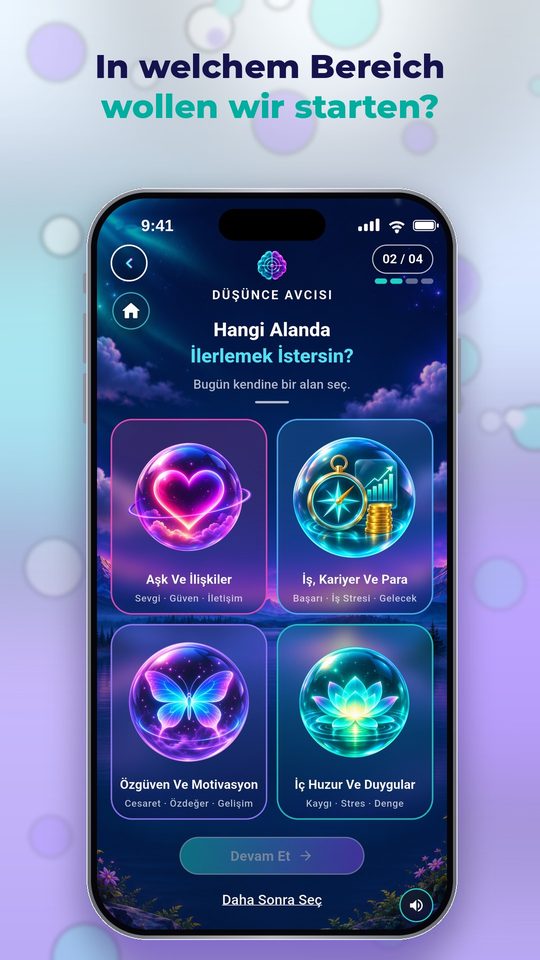 In welchem Bereich
wollen wir starten?
9:41
02 / 04
DÜŞÜNCE AVCISI
Hangi Alanda
İlerlemek İstersin?
Bugün kendine bir alan seç.
Aşk Ve İlişkiler
Sevgi · Güven · İletişim
İş, Kariyer Ve Para
Başarı · İş Stresi · Gelecek
Özgüven Ve Motivasyon
Cesaret · Özdeğer · Gelişim
İç Huzur Ve Duygular
Kaygı · Stres · Denge
Devam Et →
Daha Sonra Seç